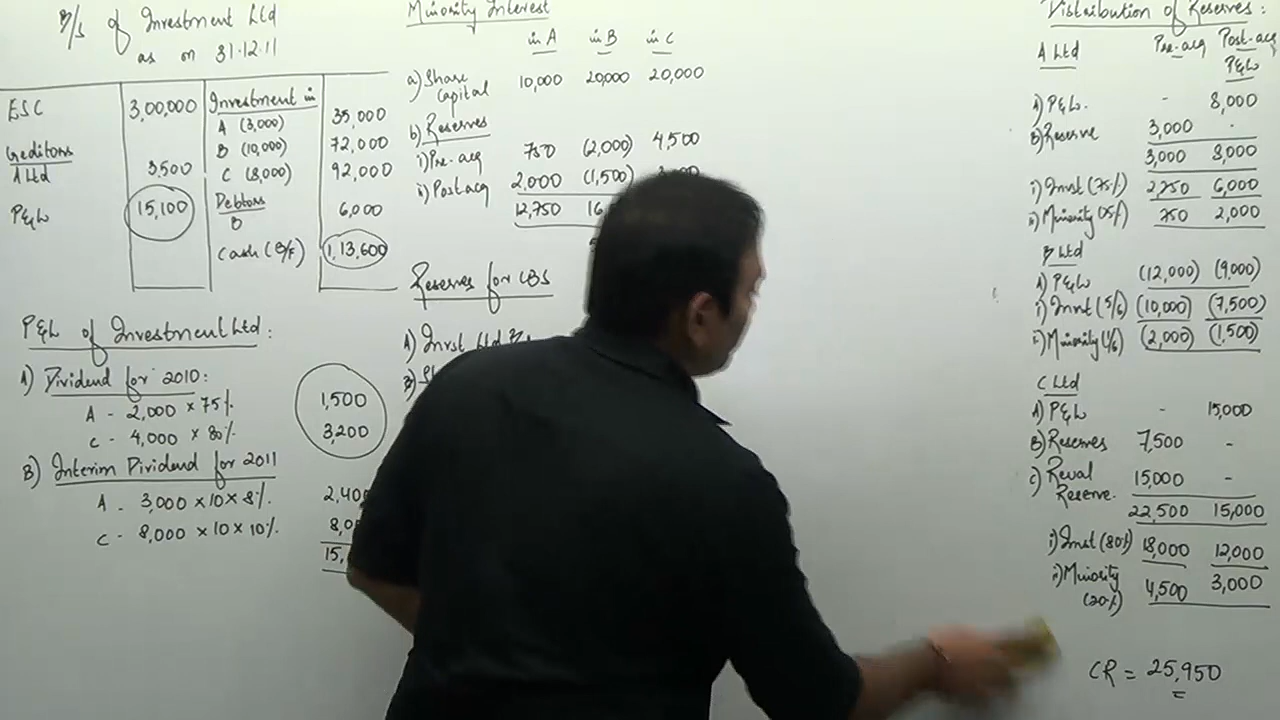 B/S of Investment Ltd
as on 31.12.11
ESC 3,00,000 Investment in
A (3,000) 35,000
Creditors B (10,000) 72,000
A Ltd 3,500 C (8,000) 92,000
P&L 15,100 Debtors
B 6,000
Cash (B/F) 1,13,600
P&L of Investment Ltd:
A) Dividend for 2010:
A - 2,000 × 75% 1,500
C - 4,000 × 80% 3,200
B) Interim Dividend for 2011
A - 3,000 × 10 × 8% 2,40
C - 8,000 × 10 × 10% 8,0
15,
Minority Interest
in A in B in C
a) Share Capital 10,000 20,000 20,000
b) Reserves
i) Pre-acq 750 (2,000) 4,500
ii) Post acq 2,000 (1,500)
12,750 16
Reserves for CBS
A) Invst Ltd
B)
Distribution of Reserves:
A Ltd Pre-acq Post-acq
P&L
A) P&L. - 8,000
B) Reserve 3,000 -
3,000 8,000
i) Invst (75%) 2,250 6,000
ii) Minority (25%) 750 2,000
B Ltd
A) P&L (12,000) (9,000)
i) Invst (5/6) (10,000) (7,500)
ii) Minority (1/6) (2,000) (1,500)
C Ltd
A) P&L - 15,000
B) Reserves 7,500 -
C) Reval Reserve. 15,000 -
22,500 15,000
i) Invst (80%) 18,000 12,000
ii) Minority (20%) 4,500 3,000
CR = 25,950